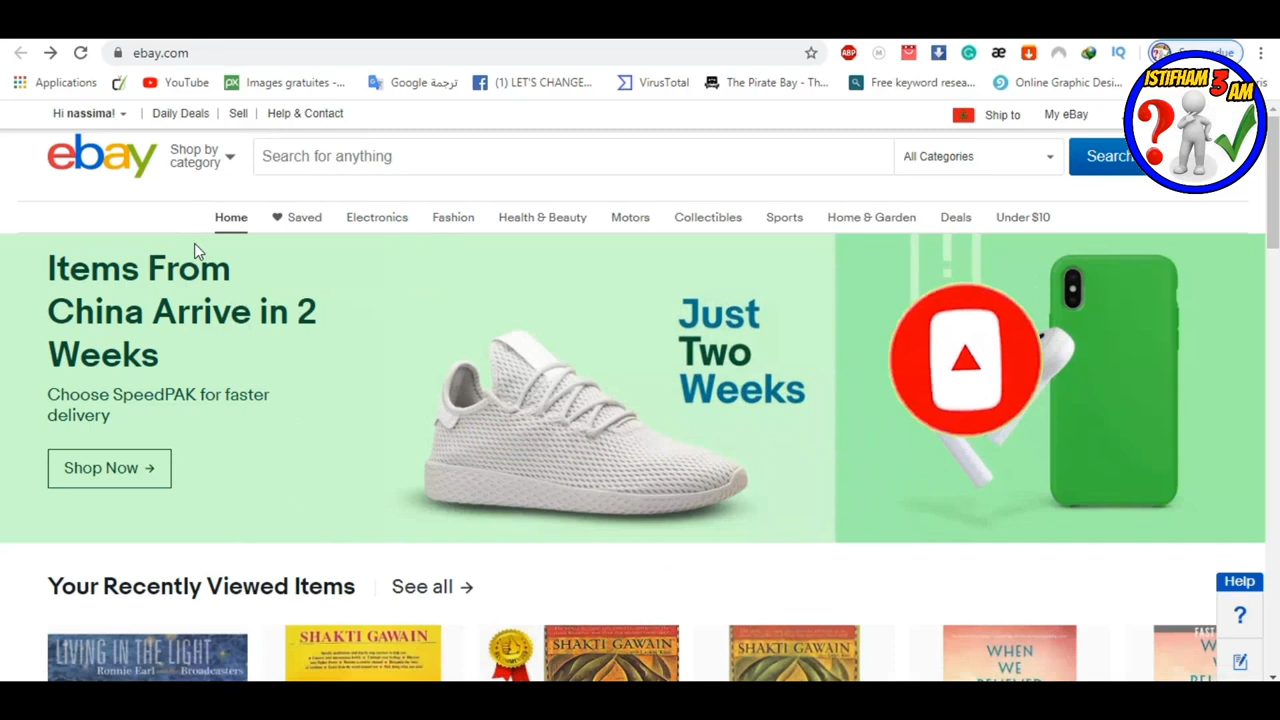 ebay.com
Applications
YouTube
Images gratuites -...
Google ترجمة
(1) LET'S CHANGE...
VirusTotal
The Pirate Bay - Th...
Free keyword resea...
Online Graphic Desi...
ABP
M
æ
IQ
ISTIFHAM 3 AM
Hi nassima!
Daily Deals
Sell
Help & Contact
Ship to
My eBay
ebay
Shop by
category
Search for anything
All Categories
Search
Home
Saved
Electronics
Fashion
Health & Beauty
Motors
Collectibles
Sports
Home & Garden
Deals
Under $10
Items From
China Arrive in 2
Weeks
Choose SpeedPAK for faster
delivery
Shop Now →
Just
Two
Weeks
Your Recently Viewed Items
See all →
Help
?
LIVING IN THE LIGHT
Ronnie Earl and the Broadcasters
SHAKTI GAWAIN
SHAKTI GAWAIN
SHAKTI GAWAIN
WHEN
WE